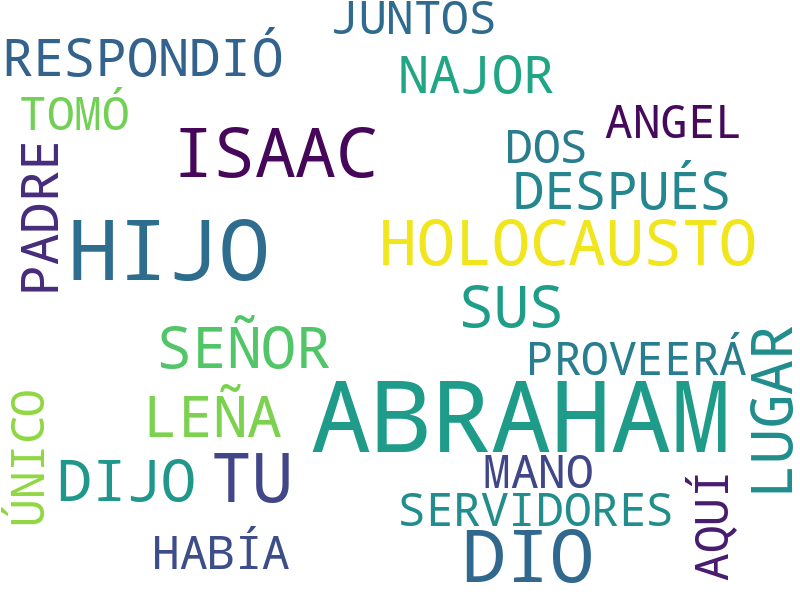 JUNTOS
RESPONDIÓ
NAJOR
TOMÓ
ANGEL
ISAAC
DOS
PADRE
DESPUÉS
HIJO
HOLOCAUSTO
SUS
SEÑOR
PROVEERÁ
LUGAR
ABRAHAM
LEÑA
ÚNICO
DIJO
TU
MANO
SERVIDORES
AQUÍ
HABÍA
DIO